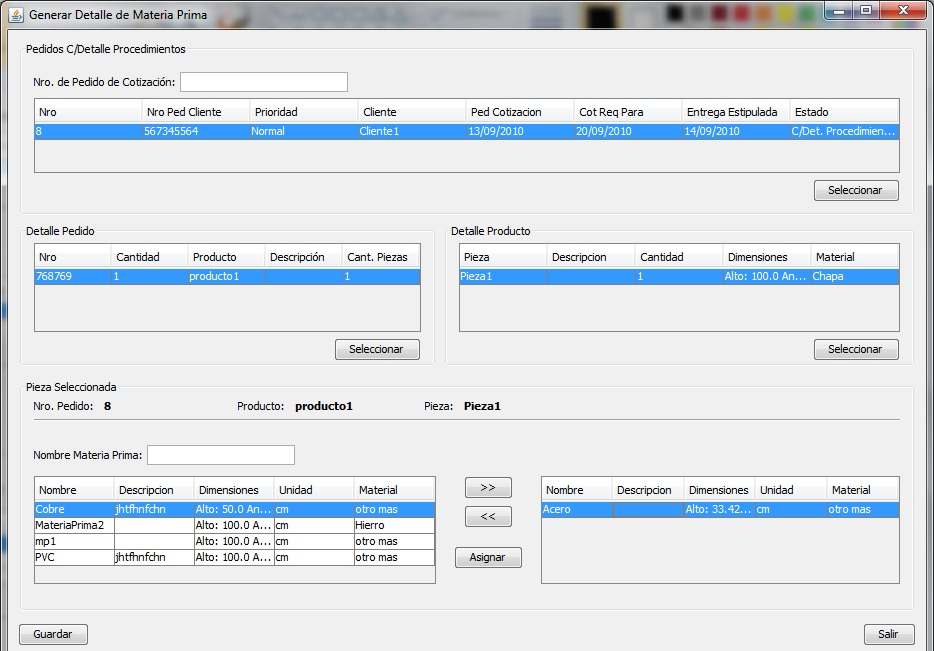 Generar Detalle de Materia Prima
Pedidos C/Detalle Procedimientos
Nro. de Pedido de Cotización:
Nro Nro Ped Cliente Prioridad Cliente Ped Cotizacion Cot Req Para Entrega Estipulada Estado
8 567345564 Normal Cliente1 13/09/2010 20/09/2010 14/09/2010 C/Det. Procedimien...
Seleccionar
Detalle Pedido
Nro Cantidad Producto Descripción Cant. Piezas
768769 1 producto1 1
Seleccionar
Detalle Producto
Pieza Descripcion Cantidad Dimensiones Material
Pieza1 1 Alto: 100.0 An... Chapa
Seleccionar
Pieza Seleccionada
Nro. Pedido: 8 Producto: producto1 Pieza: Pieza1
Nombre Materia Prima:
Nombre Descripcion Dimensiones Unidad Material
Cobre jhtfhnfchn Alto: 50.0 An... cm otro mas
MateriaPrima2 Alto: 100.0 A... cm Hierro
mp1 Alto: 100.0 A... cm otro mas
PVC jhtfhnfchn Alto: 100.0 A... cm otro mas
>>
<<
Asignar
Nombre Descripcion Dimensiones Unidad Material
Acero Alto: 33.42... cm otro mas
Guardar
Salir